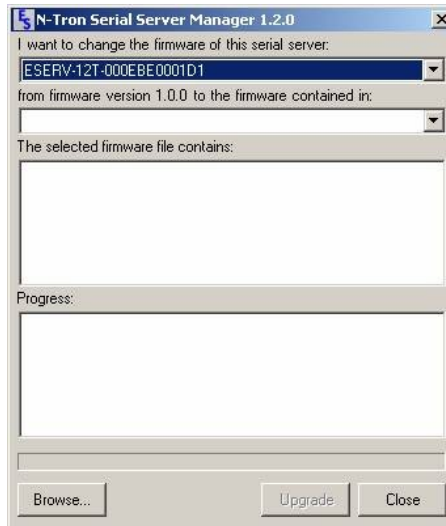 E S N-Tron Serial Server Manager 1.2.0
I want to change the firmware of this serial server:
ESERV-12T-000EBE0001D1
from firmware version 1.0.0 to the firmware contained in:
The selected firmware file contains:
Progress:
Browse... Upgrade Close